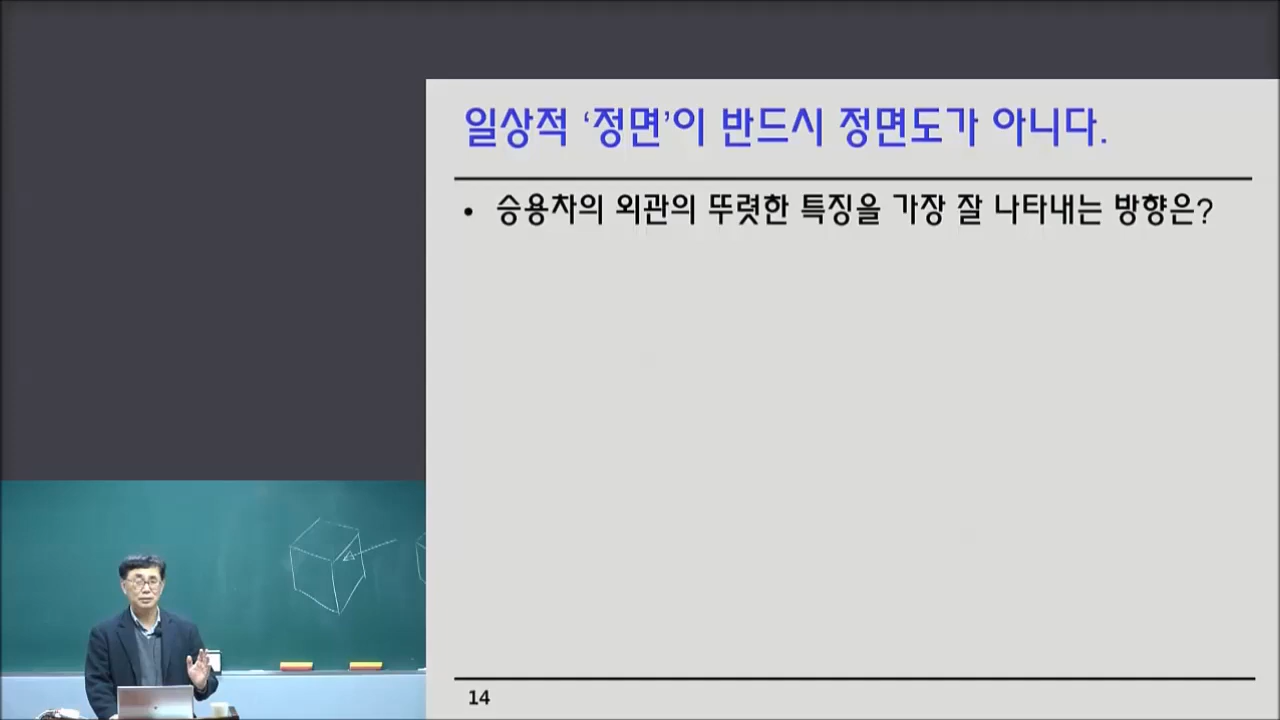 일상적 ‘정면’이 반드시 정면도가 아니다.
• 승용차의 외관의 뚜렷한 특징을 가장 잘 나타내는 방향은?
14